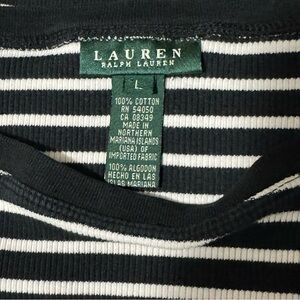 LAUREN
RALPH LAUREN
L
100% COTTON
RN 54050
CA 08349
MADE IN
NORTHERN
MARIANA ISLANDS
(USA) OF
IMPORTED FABRIC
100% ALGODON
HECHO EN LAS
ISLAS MARIANA